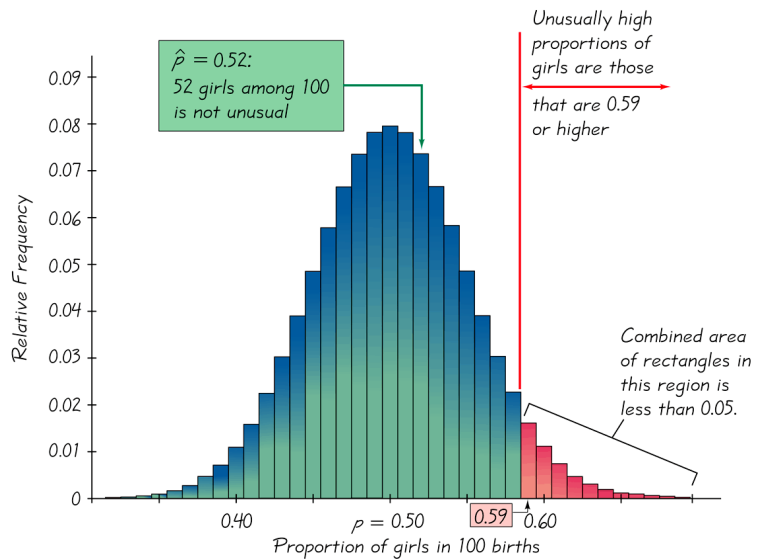 Unusually high
proportions of
girls are those
that are 0.59
or higher
p̂ = 0.52:
52 girls among 100
is not unusual
0.09
0.08
0.07
0.06
0.05
0.04
0.03
0.02
0.01
0
Relative Frequency
Combined area
of rectangles in
this region is
less than 0.05.
0.40
p = 0.50
0.59
0.60
Proportion of girls in 100 births